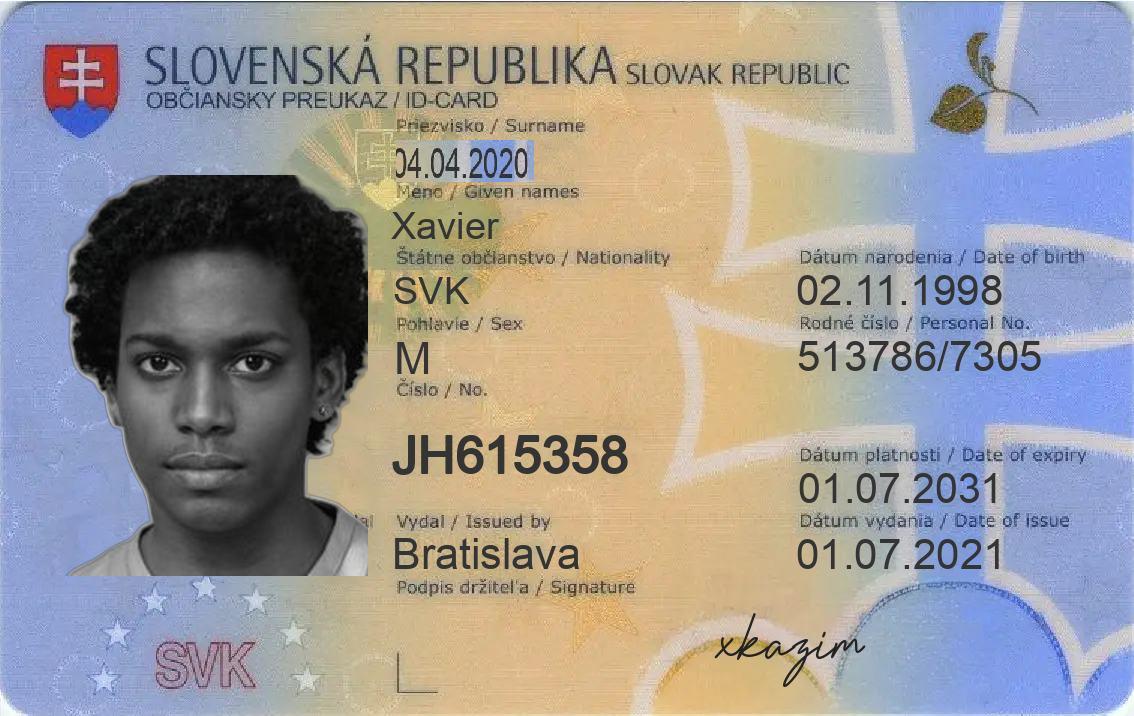 SLOVENSKÁ REPUBLIKA SLOVAK REPUBLIC
OBČIANSKY PREUKAZ / ID-CARD
Priezvisko / Surname
04.04.2020
Meno / Given names
Xavier
Štátne občianstvo / Nationality
SVK
Dátum narodenia / Date of birth
02.11.1998
Pohlavie / Sex
M
Rodné číslo / Personal No.
513786/7305
Číslo / No.
JH615358
Dátum platnosti / Date of expiry
01.07.2031
Vydal / Issued by
Bratislava
Dátum vydania / Date of issue
01.07.2021
Podpis držiteľa / Signature
xkazim
SVK